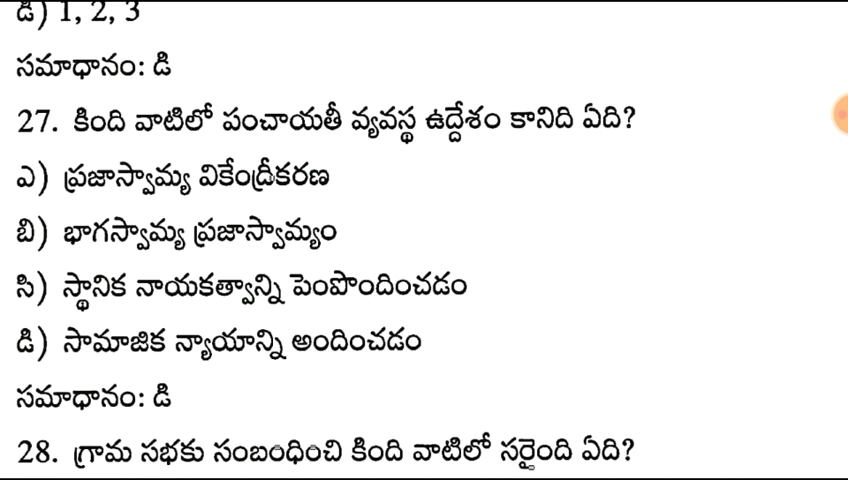 డి) 1, 2, 3
సమాధానం: డి
27. కింది వాటిలో పంచాయతీ వ్యవస్థ ఉద్దేశం కానిది ఏది?
ఎ) ప్రజాస్వామ్య వికేంద్రీకరణ
బి) భాగస్వామ్య ప్రజాస్వామ్యం
సి) స్థానిక నాయకత్వాన్ని పెంపొందించడం
డి) సామాజిక న్యాయాన్ని అందించడం
సమాధానం: డి
28. గ్రామ సభకు సంబంధించి కింది వాటిలో సరైంది ఏది?